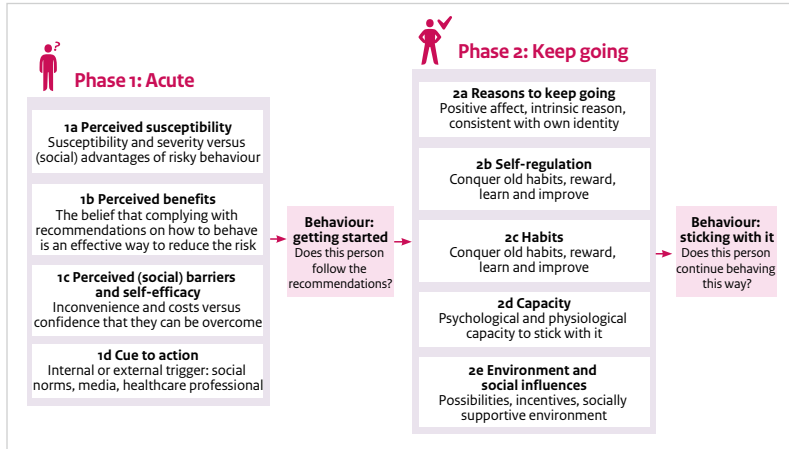 ?
Phase 1: Acute
1a Perceived susceptibility
Susceptibility and severity versus
(social) advantages of risky behaviour
1b Perceived benefits
The belief that complying with
recommendations on how to behave
is an effective way to reduce the risk
1c Perceived (social) barriers
and self-efficacy
Inconvenience and costs versus
confidence that they can be overcome
1d Cue to action
Internal or external trigger: social
norms, media, healthcare professional
Behaviour:
getting started
Does this person
follow the
recommendations?
Phase 2: Keep going
2a Reasons to keep going
Positive affect, intrinsic reason,
consistent with own identity
2b Self-regulation
Conquer old habits, reward,
learn and improve
2c Habits
Conquer old habits, reward,
learn and improve
2d Capacity
Psychological and physiological
capacity to stick with it
2e Environment and
social influences
Possibilities, incentives, socially
supportive environment
Behaviour:
sticking with it
Does this person
continue behaving
this way?